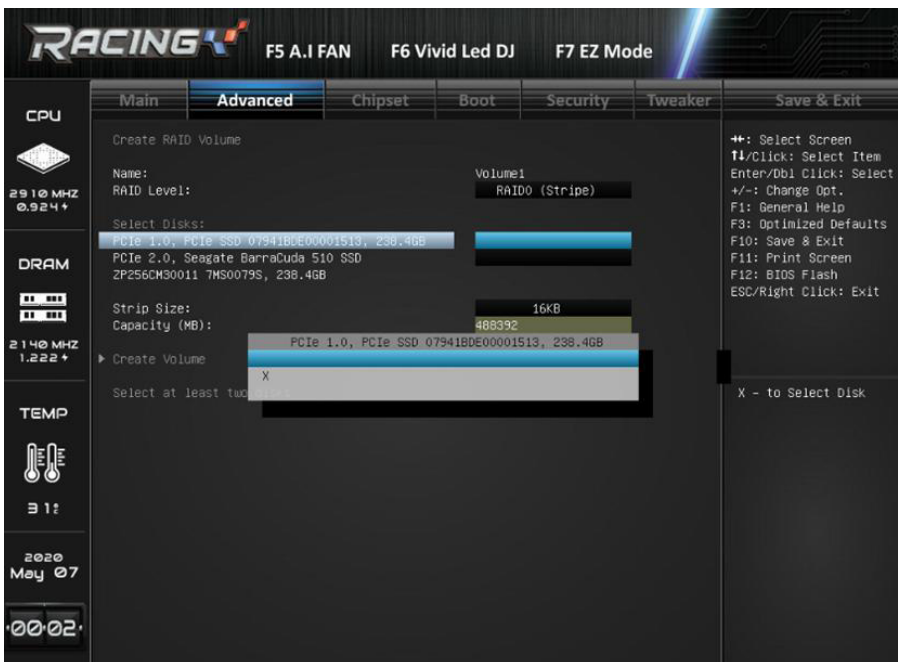 RACING
F5 A.I FAN F6 Vivid Led DJ F7 EZ Mode
Main Advanced Chipset Boot Security Tweaker Save & Exit
CPU
2910 MHZ
0.924
DRAM
2140 MHZ
1.222
TEMP
31
2020
May 07
00:02
Create RAID Volume
Name: Volume1
RAID Level: RAID0 (Stripe)
Select Disks:
PCIe 1.0, PCIe SSD 07941BDE00001513, 238.4GB
PCIe 2.0, Seagate BarraCuda 510 SSD
ZP256CM30011 7MS0079S, 238.4GB
Strip Size: 16KB
Capacity (MB): 488392
Create Volume
Select at least two
PCIe 1.0, PCIe SSD 07941BDE00001513, 238.4GB
X
: Select Screen
/Click: Select Item
Enter/Dbl Click: Select
+/-: Change Opt.
F1: General Help
F3: Optimized Defaults
F10: Save & Exit
F11: Print Screen
F12: BIOS Flash
ESC/Right Click: Exit
X - to Select Disk